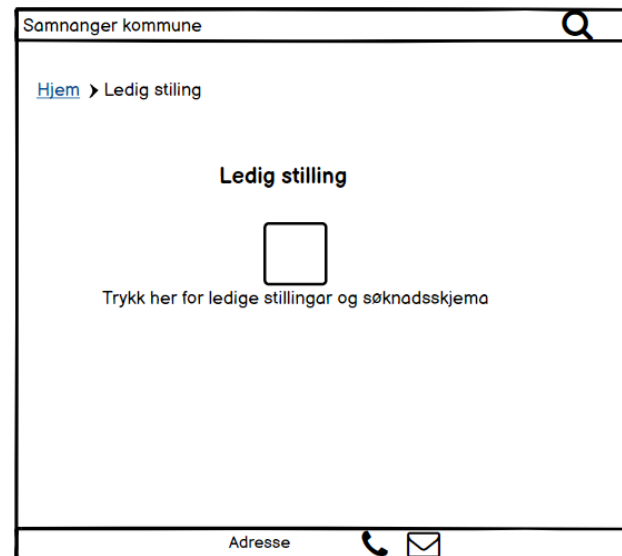 Samnanger kommune
Hjem > Ledig stiling
Ledig stilling
Trykk her for ledige stillingar og søknadsskjema
Adresse